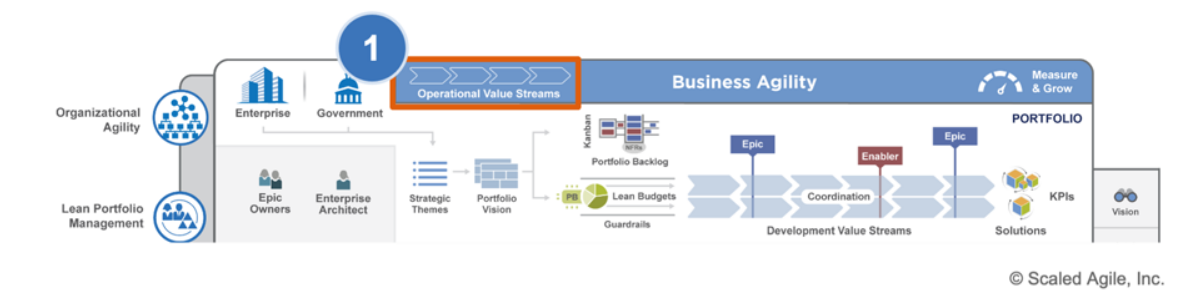 1
Operational Value Streams
Business Agility
Measure
& Grow
Organizational
Agility
Enterprise
Government
PORTFOLIO
Kanban
NFRs
Portfolio Backlog
Epic
Enabler
Epic
Lean Portfolio
Management
Epic
Owners
Enterprise
Architect
Strategic
Themes
Portfolio
Vision
PB
Lean Budgets
Guardrails
Coordination
Development Value Streams
KPIs
Solutions
Vision
© Scaled Agile, Inc.